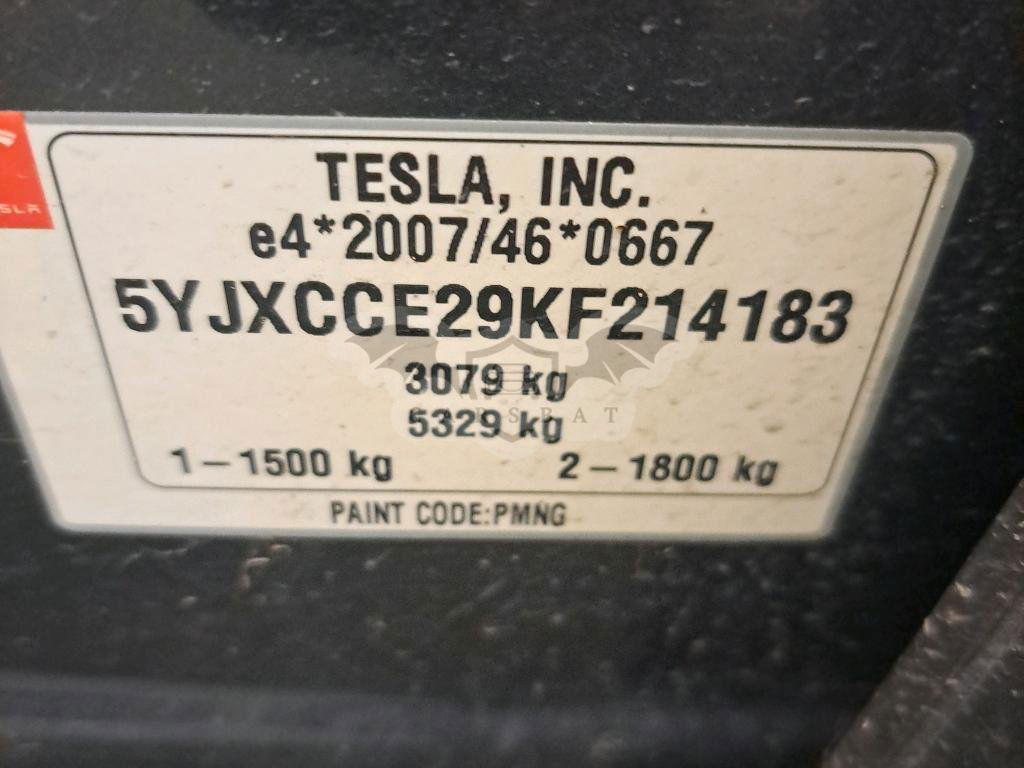 TESLA, INC.
e4*2007/46*0667
5YJXCCE29KF214183
3079 kg
5329 kg
1-1500 kg
2-1800 kg
PAINT CODE:PMNG